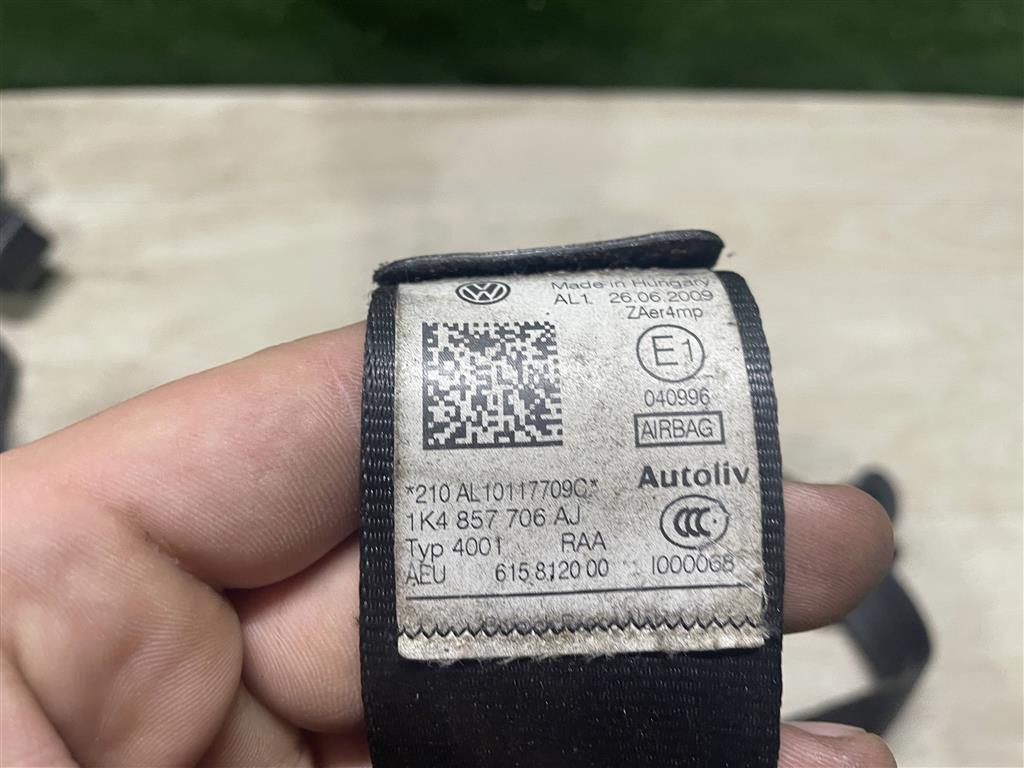 Made in Hungary
AL1. 26.06.2009
ZAer4mp
E1
040996
AIRBAG
Autoliv
*210 AL10117709C*
1K4 857 706 AJ
CCC
Typ 4001 RAA
AEU 615 8120 00 I000068